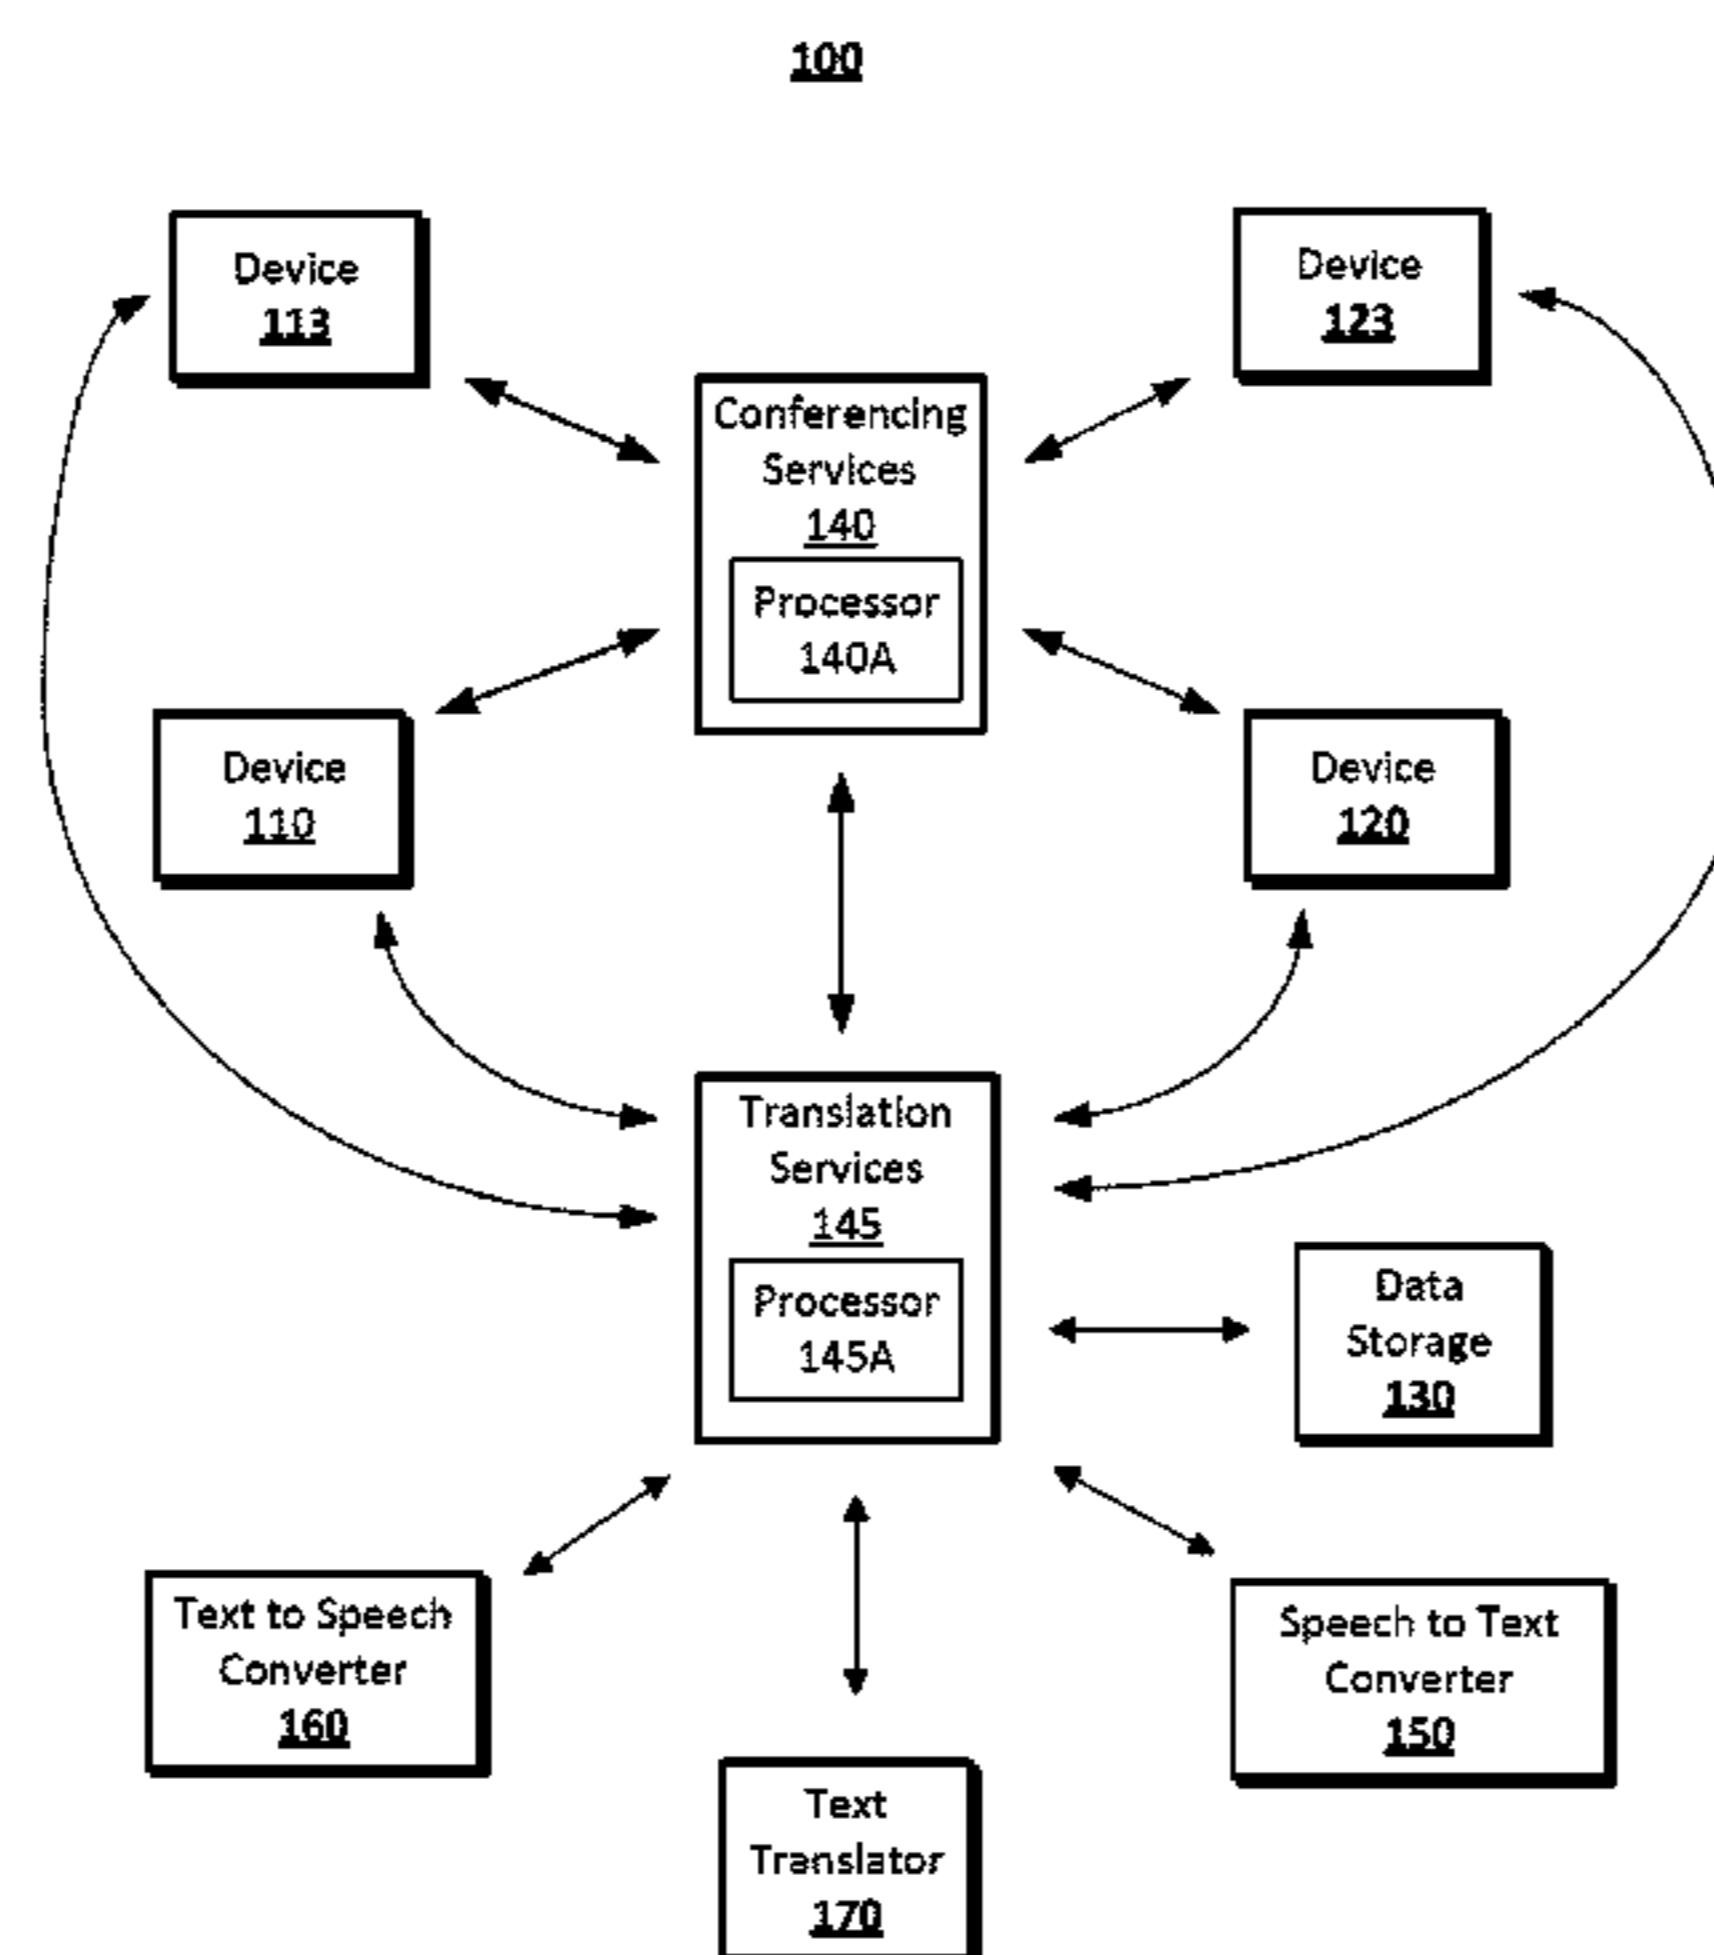 100
Device
113
Device
123
Conferencing
Services
140
Processor
140A
Device
110
Device
120
Translation
Services
145
Processor
145A
Data
Storage
130
Text to Speech
Converter
160
Speech to Text
Converter
150
Text
Translator
170